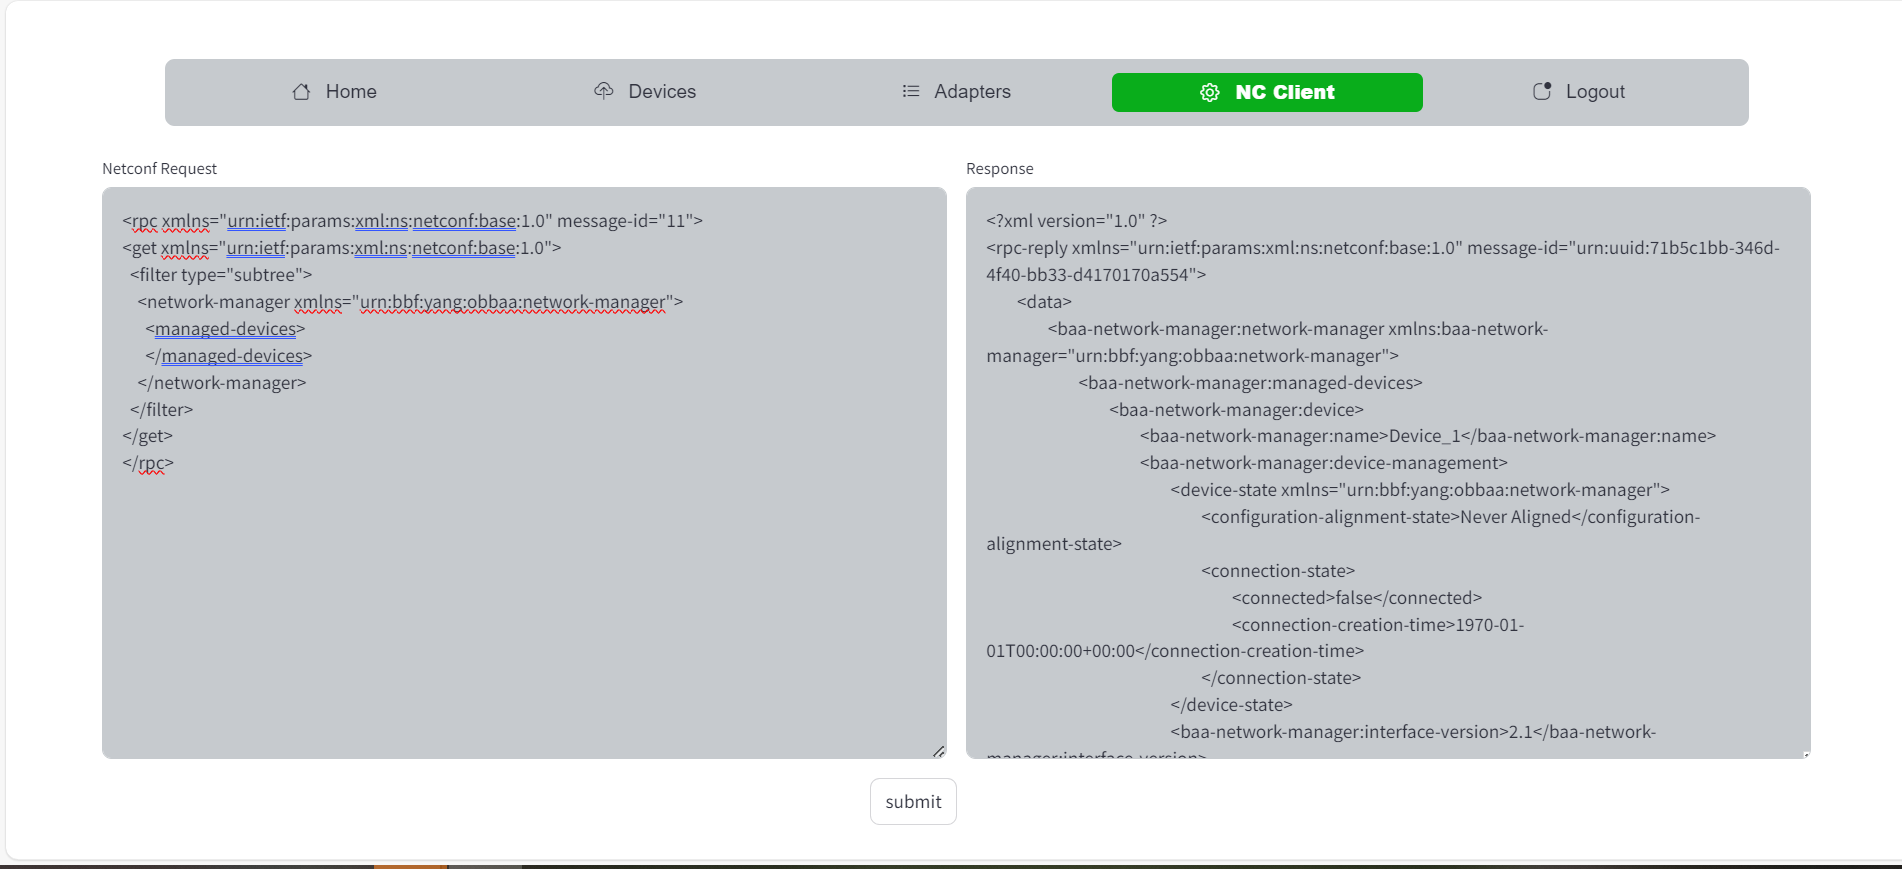 Home Devices Adapters NC Client Logout
Netconf Request
<rpc xmlns="urn:ietf:params:xml:ns:netconf:base:1.0" message-id="11">
<get xmlns="urn:ietf:params:xml:ns:netconf:base:1.0">
<filter type="subtree">
<network-manager xmlns="urn:bbf:yang:obbaa:network-manager">
<managed-devices>
</managed-devices>
</network-manager>
</filter>
</get>
</rpc>
Response
<?xml version="1.0" ?>
<rpc-reply xmlns="urn:ietf:params:xml:ns:netconf:base:1.0" message-id="urn:uuid:71b5c1bb-346d-
4f40-bb33-d4170170a554">
<data>
<baa-network-manager:network-manager xmlns:baa-network-
manager="urn:bbf:yang:obbaa:network-manager">
<baa-network-manager:managed-devices>
<baa-network-manager:device>
<baa-network-manager:name>Device_1</baa-network-manager:name>
<baa-network-manager:device-management>
<device-state xmlns="urn:bbf:yang:obbaa:network-manager">
<configuration-alignment-state>Never Aligned</configuration-
alignment-state>
<connection-state>
<connected>false</connected>
<connection-creation-time>1970-01-
01T00:00:00+00:00</connection-creation-time>
</connection-state>
</device-state>
<baa-network-manager:interface-version>2.1</baa-network-
manager:interface-version>
submit